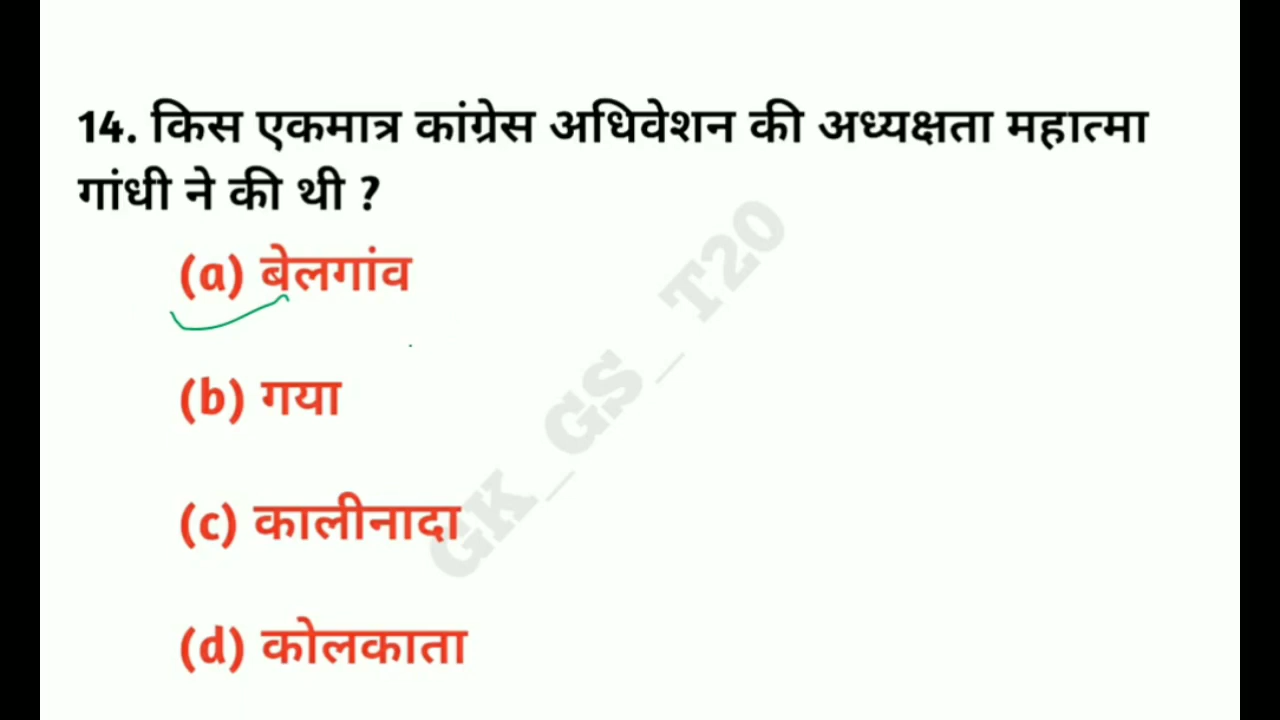 14. किस एकमात्र कांग्रेस अधिवेशन की अध्यक्षता महात्मा
गांधी ने की थी ?
(a) बेलगांव
(b) गया
(c) कालीनादा
(d) कोलकाता
GK_GS_T20